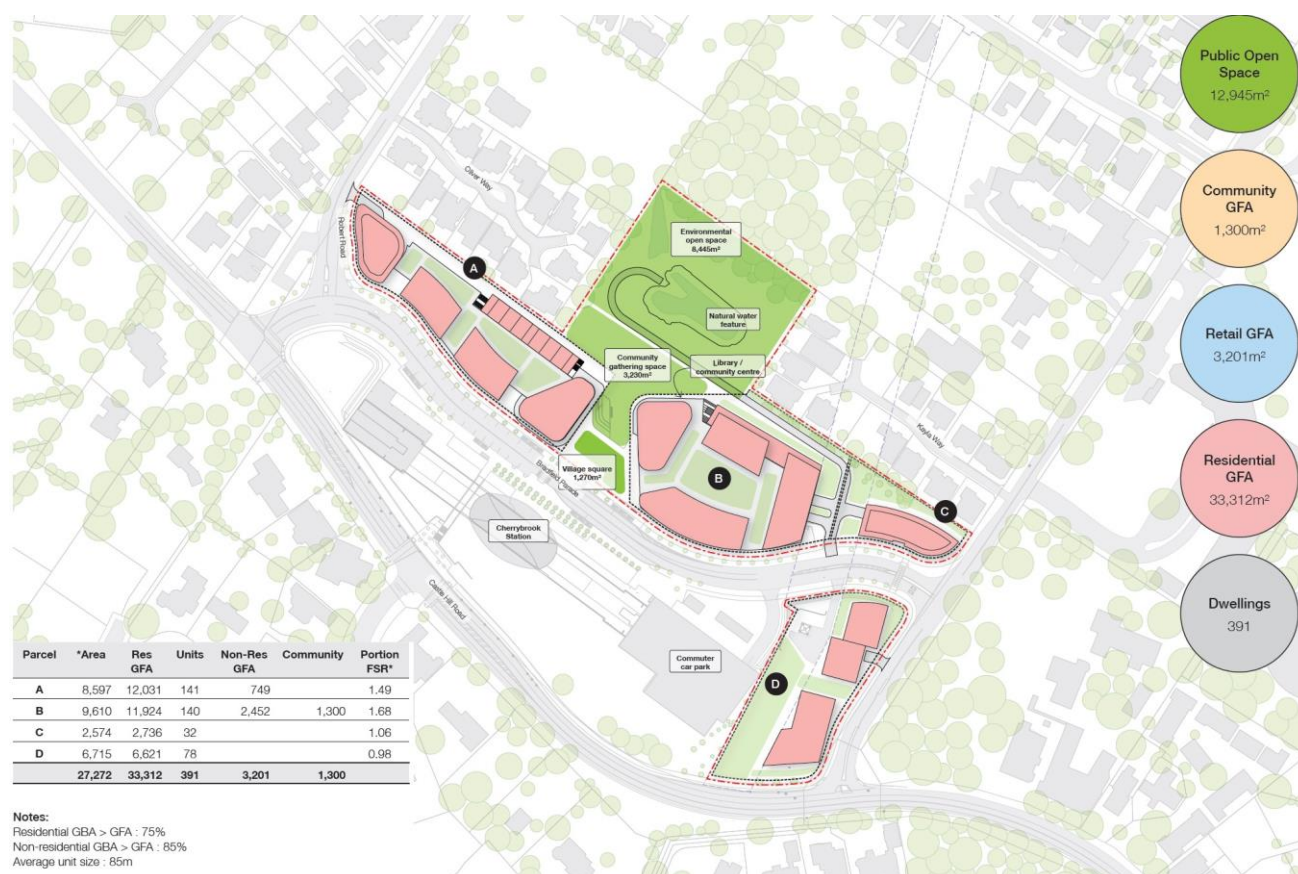 Public Open
Space
12,945m²
Community
GFA
1,300m²
Retail GFA
3,201m²
Residential
GFA
33,312m²
Dwellings
391
Oliver Way
Robert Road
A
Environmental
open space
8,445m²
Natural water
feature
Community
gathering space
3,230m²
Library /
community centre
Kayla Way
Village square
1,270m²
B
Bradfield Parade
C
Cherrybrook
Station
Castle Hill Road
Commuter
car park
D
Parcel *Area Res GFA Units Non-Res GFA Community Portion FSR*
A 8,597 12,031 141 749 1.49
B 9,610 11,924 140 2,452 1,300 1.68
C 2,574 2,736 32 1.06
D 6,715 6,621 78 0.98
27,272 33,312 391 3,201 1,300
Notes:
Residential GBA > GFA : 75%
Non-residential GBA > GFA : 85%
Average unit size : 85m